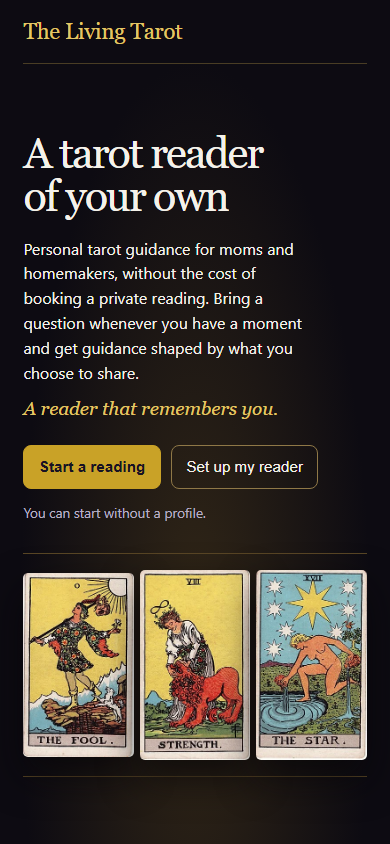 The Living Tarot
A tarot reader
of your own
Personal tarot guidance for moms and
homemakers, without the cost of
booking a private reading. Bring a
question whenever you have a moment
and get guidance shaped by what you
choose to share.
A reader that remembers you.
Start a reading
Set up my reader
You can start without a profile.
0
VIII
XVII
THE FOOL.
STRENGTH.
THE STAR.